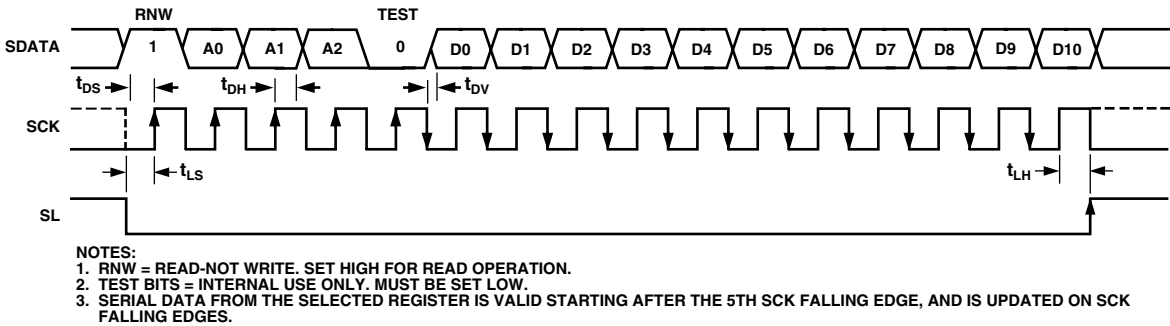 RNW TEST
SDATA 1 A0 A1 A2 0 D0 D1 D2 D3 D4 D5 D6 D7 D8 D9 D10
tDS tDH tDV
SCK
tLS tLH
SL
NOTES:
1. RNW = READ-NOT WRITE. SET HIGH FOR READ OPERATION.
2. TEST BITS = INTERNAL USE ONLY. MUST BE SET LOW.
3. SERIAL DATA FROM THE SELECTED REGISTER IS VALID STARTING AFTER THE 5TH SCK FALLING EDGE, AND IS UPDATED ON SCK
FALLING EDGES.